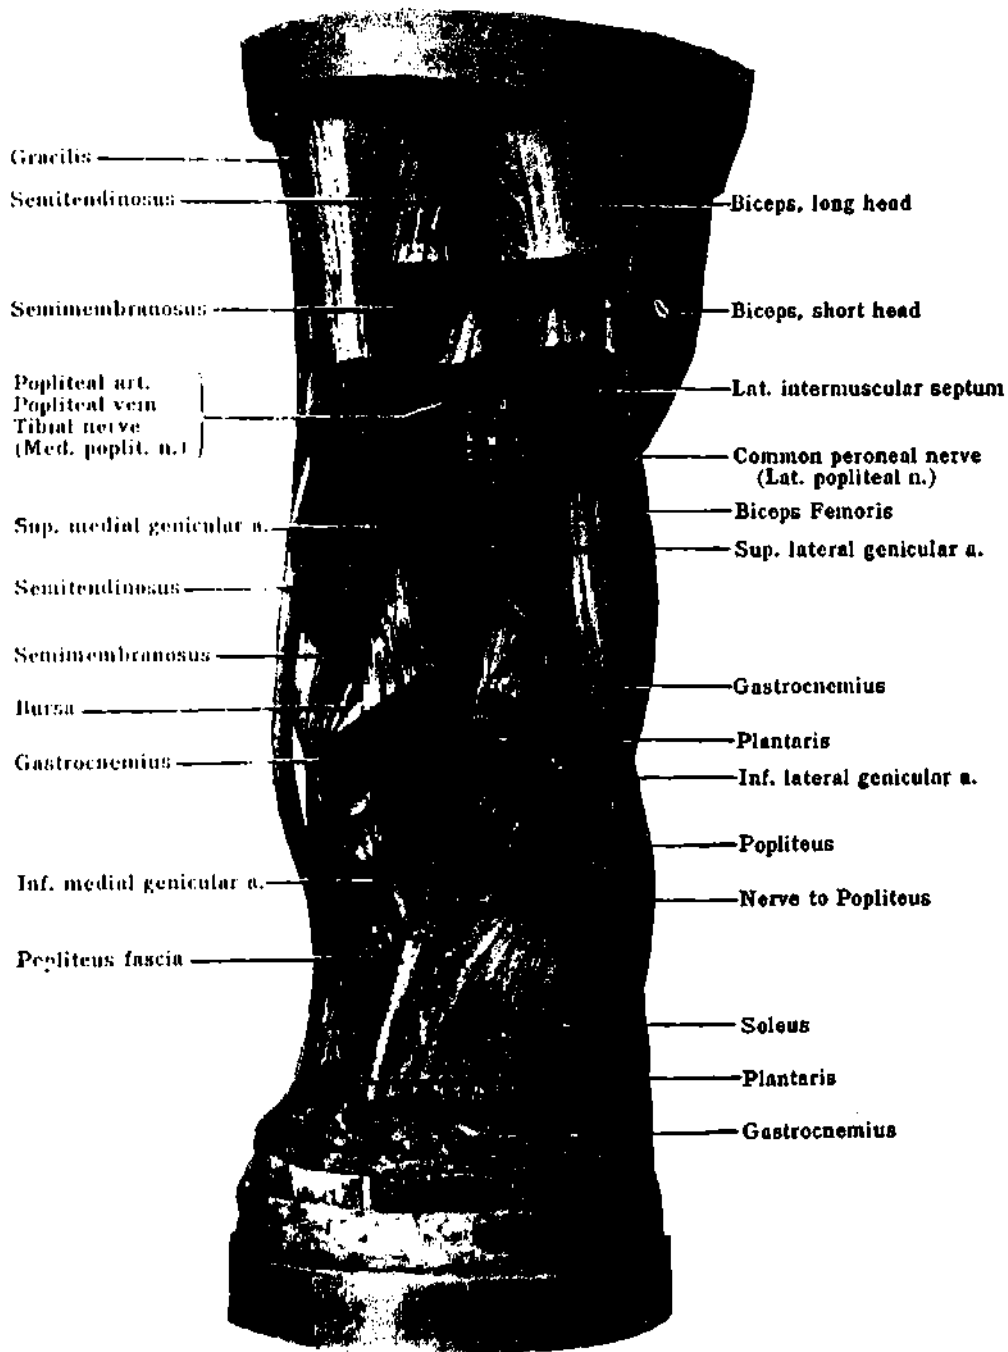 Gracilis
Semitendinosus
Semimembranosus
Popliteal art.
Popliteal vein
Tibial nerve
(Med. poplit. n.)
Sup. medial genicular a.
Semitendinosus
Semimembranosus
Bursa
Gastrocnemius
Inf. medial genicular a.
Popliteus fascia
Biceps, long head
Biceps, short head
Lat. intermuscular septum
Common peroneal nerve
(Lat. popliteal n.)
Biceps Femoris
Sup. lateral genicular a.
Gastrocnemius
Plantaris
Inf. lateral genicular a.
Popliteus
Nerve to Popliteus
Soleus
Plantaris
Gastrocnemius